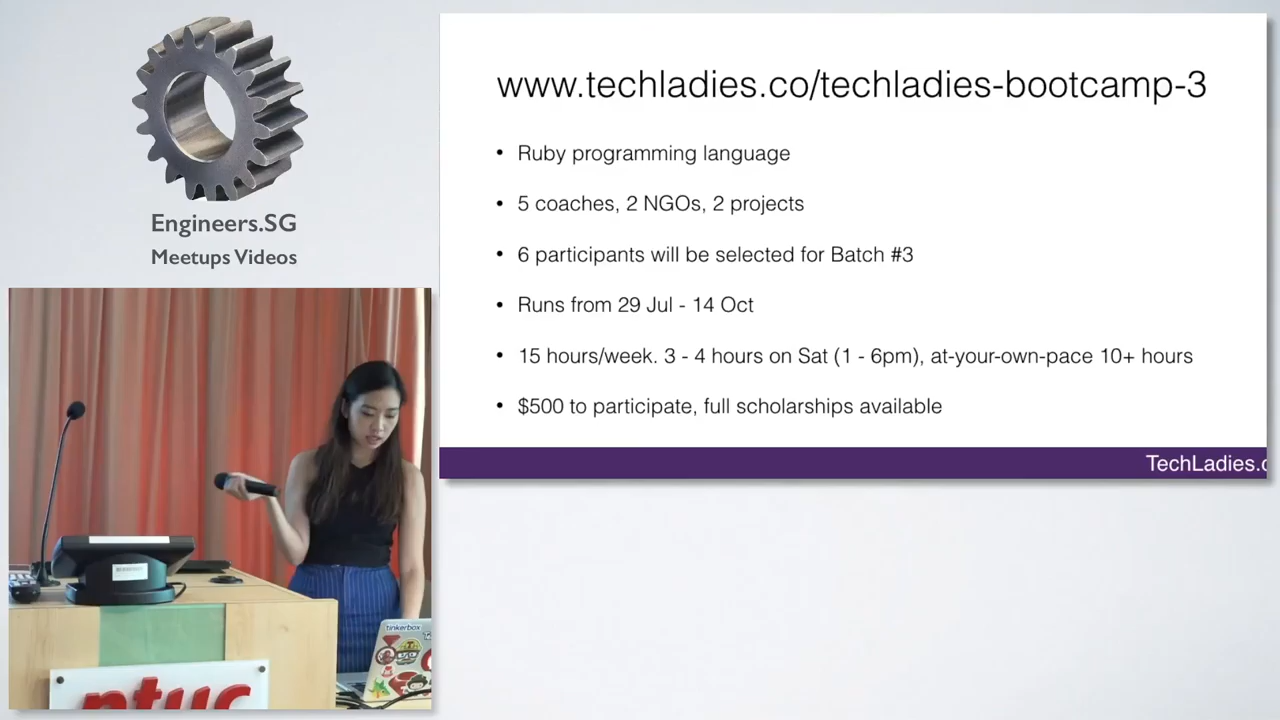 Engineers.SG
Meetups Videos
www.techladies.co/techladies-bootcamp-3
• Ruby programming language
• 5 coaches, 2 NGOs, 2 projects
• 6 participants will be selected for Batch #3
• Runs from 29 Jul - 14 Oct
• 15 hours/week. 3 - 4 hours on Sat (1 - 6pm), at-your-own-pace 10+ hours
• $500 to participate, full scholarships available
TechLadies.c
tinkerbox
ntuc